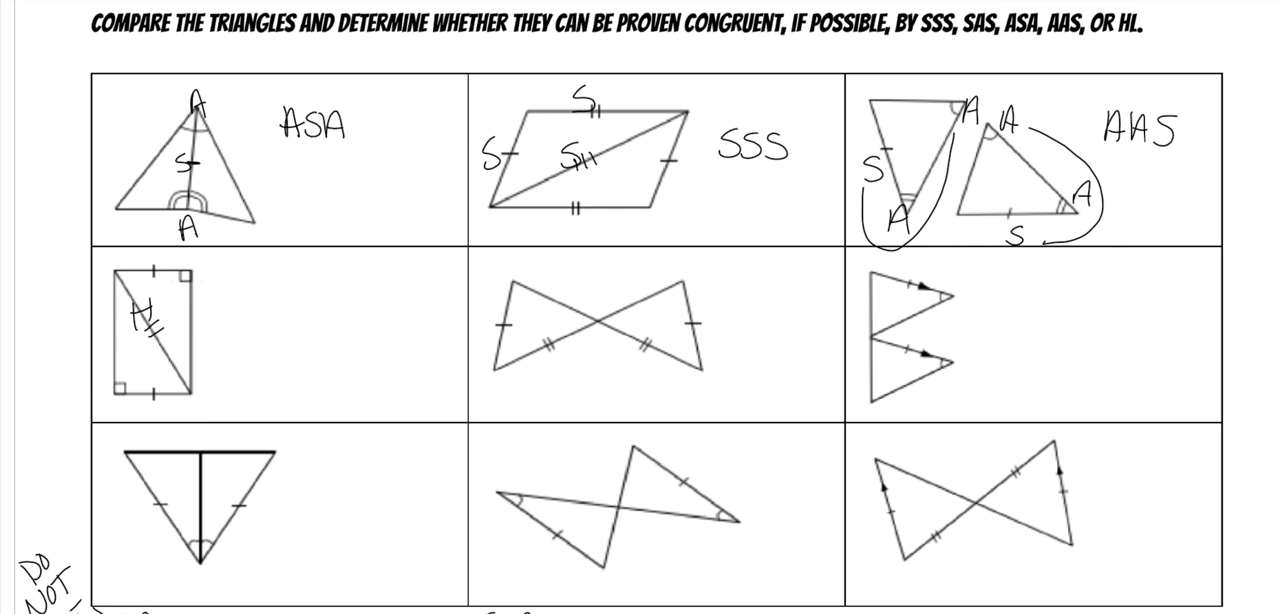 COMPARE THE TRIANGLES AND DETERMINE WHETHER THEY CAN BE PROVEN CONGRUENT, IF POSSIBLE, BY SSS, SAS, ASA, AAS, OR HL.
A
S
A
ASA
S
S
S
SSS
A
S
A
A
A
S
AAS
H
DO
NOT